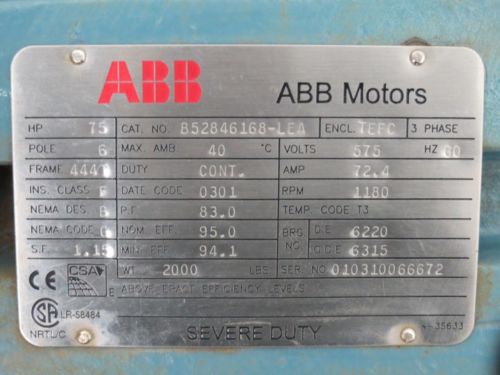 ABB ABB Motors
HP 75 CAT. NO. 852846168-LEA ENCL. TEFC 3 PHASE
POLE 6 MAX. AMB 40 °C VOLTS 575 HZ 60
FRAME DUTY CONT. AMP 72.4
INS. CLASS F DATE CODE 0301 RPM 1180
NEMA DES. B P.F. 83.0 TEMP. CODE T3
NEMA CODE NOM. EFF. 95.0 BRG. NO. D.E 6220
S.F. 1.15 MIN. EFF. 94.1 O.D.E 6315
CE CSA E WT. 2000 LBS. SER. NO 010310066672
ABOVE EPACT EFFICIENCY LEVELS
SA LR-58484
NRTL/C SEVERE DUTY 35633